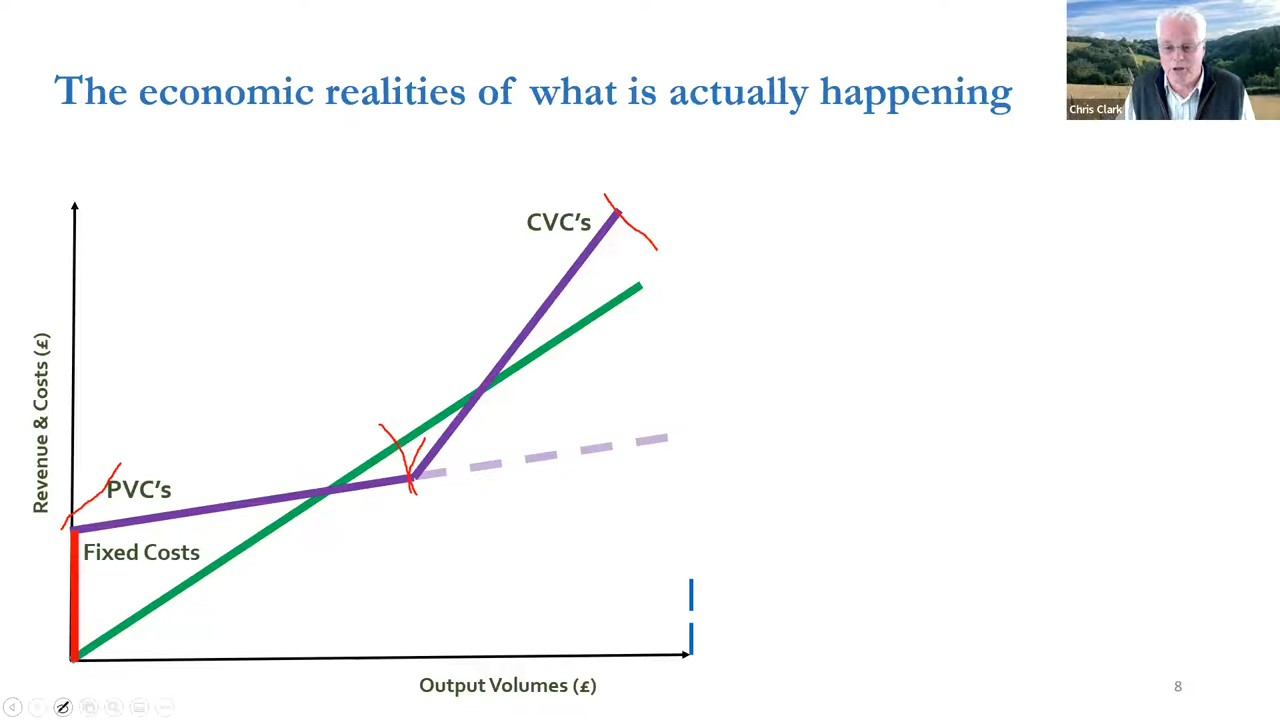 The economic realities of what is actually happening
Chris Clark
CVC's
Revenue & Costs (£)
PVC's
Fixed Costs
Output Volumes (£)
8